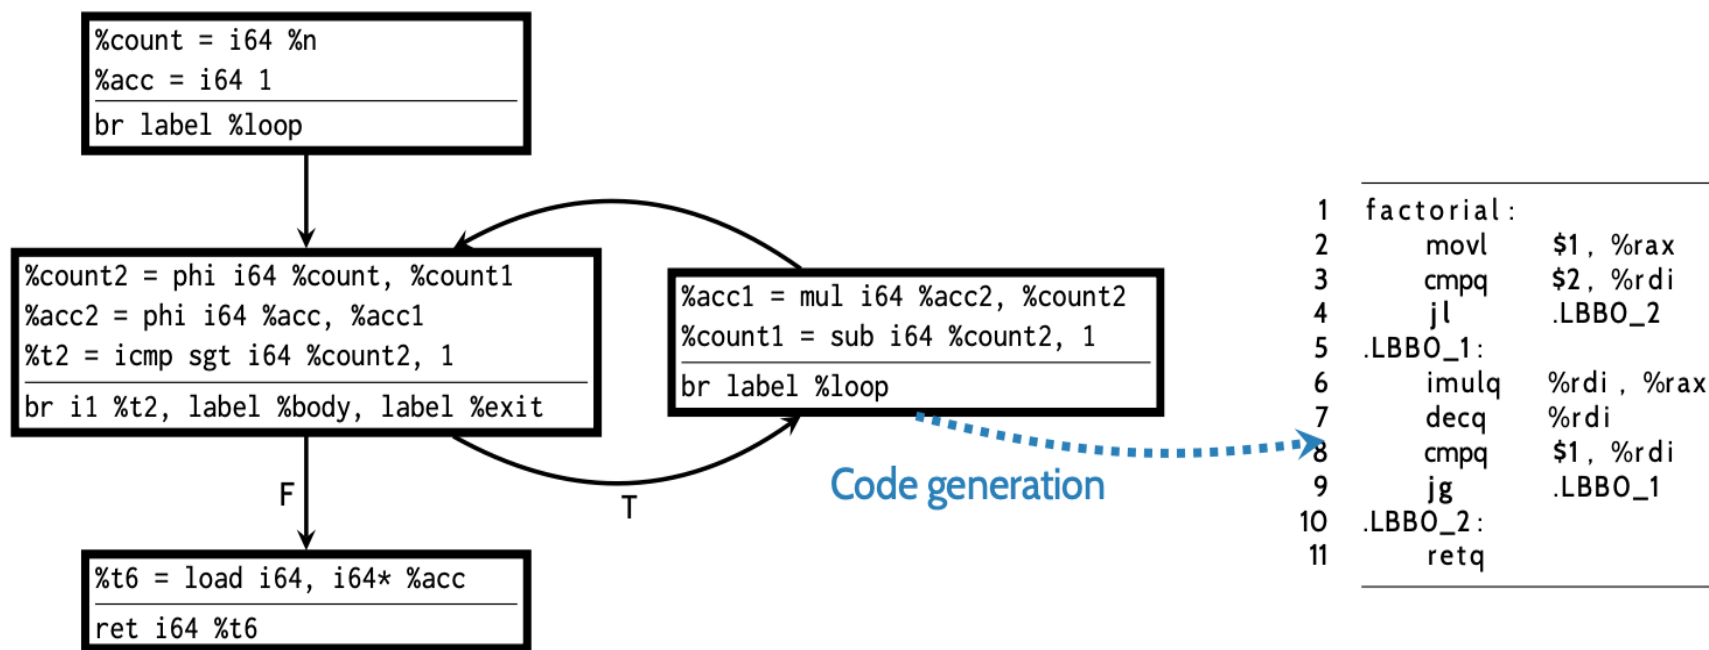 %count = i64 %n
%acc = i64 1
br label %loop
%count2 = phi i64 %count, %count1
%acc2 = phi i64 %acc, %acc1
%t2 = icmp sgt i64 %count2, 1
br i1 %t2, label %body, label %exit
%acc1 = mul i64 %acc2, %count2
%count1 = sub i64 %count2, 1
br label %loop
F
T
Code generation
%t6 = load i64, i64* %acc
ret i64 %t6
1 factorial:
2 movl $1, %rax
3 cmpq $2, %rdi
4 jl .LBB0_2
5 .LBB0_1:
6 imulq %rdi, %rax
7 decq %rdi
8 cmpq $1, %rdi
9 jg .LBB0_1
10 .LBB0_2:
11 retq